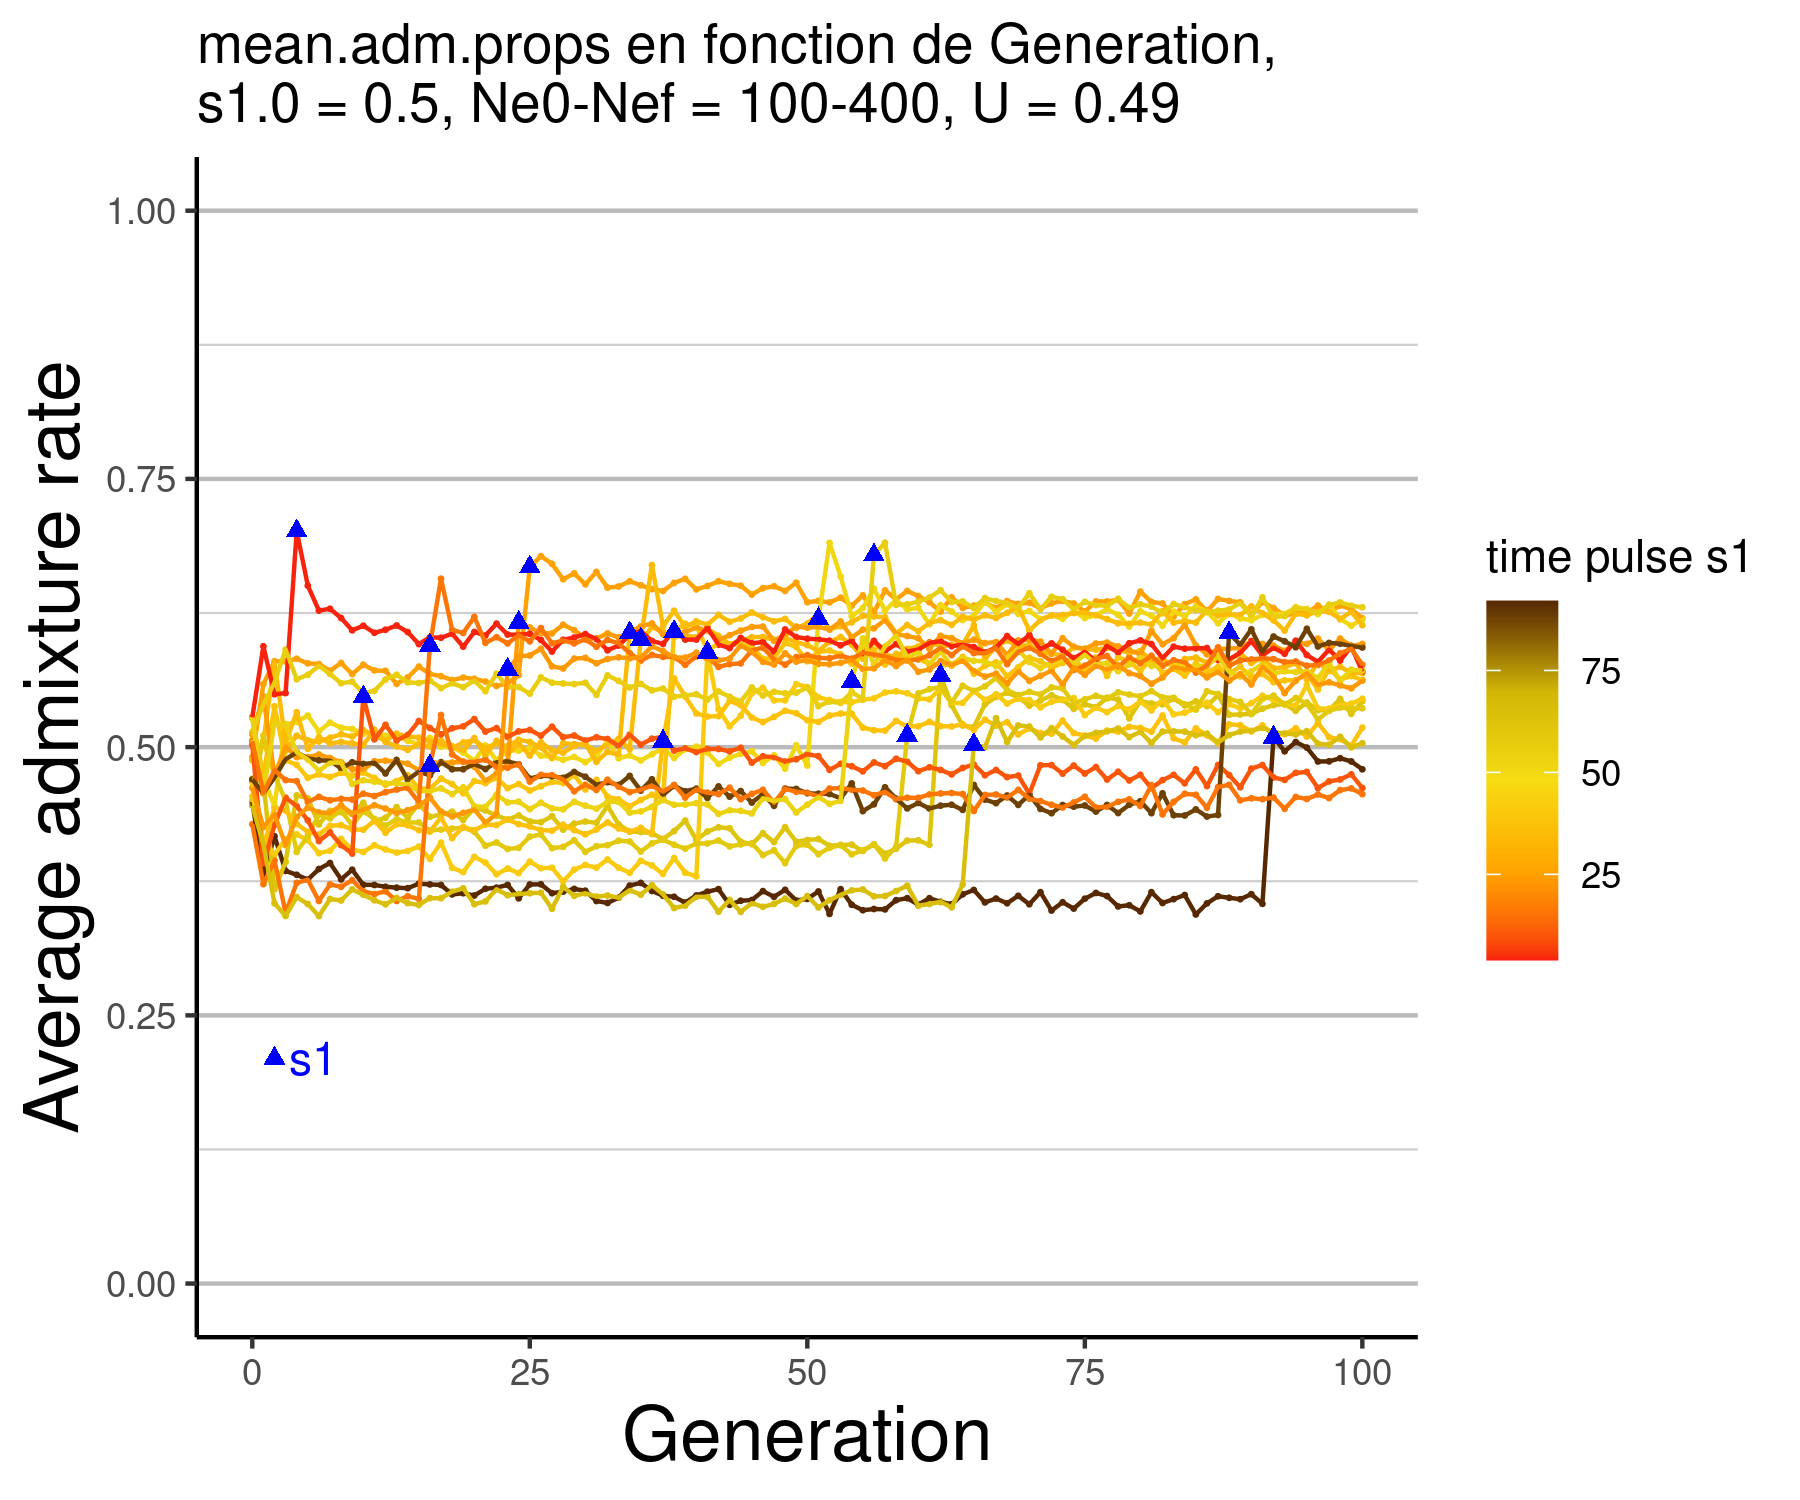 mean.adm.props en fonction de Generation,
s1.0 = 0.5, Ne0-Nef = 100-400, U = 0.49
Average admixture rate
1.00
0.75
0.50
0.25
0.00
s1
0 25 50 75 100
Generation
time pulse s1
75
50
25